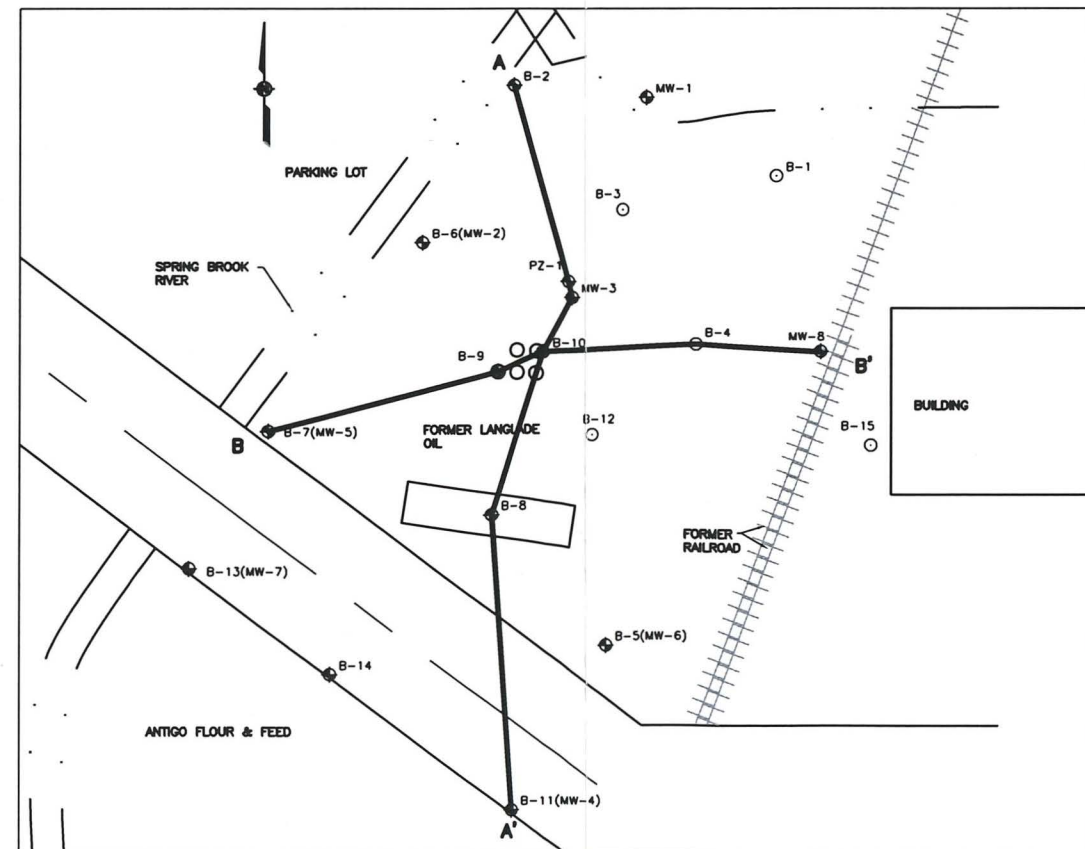 A
B-2
MW-1
B-1
PARKING LOT
B-3
B-6(MW-2)
PZ-1
SPRING BROOK
RIVER
MW-3
B-10
B-4
MW-8
B-9
B'
BUILDING
B-7(MW-5)
B
FORMER LANGLADE
OIL
B-12
B-15
B-8
FORMER
RAILROAD
B-13(MW-7)
B-5(MW-6)
B-14
ANTIGO FLOUR & FEED
B-11(MW-4)
A'